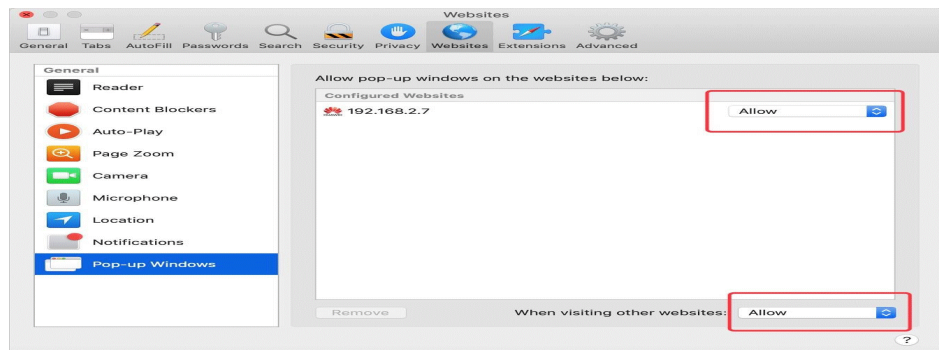 Websites
General Tabs AutoFill Passwords Search Security Privacy Websites Extensions Advanced
General
Reader
Content Blockers
Auto-Play
Page Zoom
Camera
Microphone
Location
Notifications
Pop-up Windows
Allow pop-up windows on the websites below:
Configured Websites
192.168.2.7 Allow
Remove When visiting other websites: Allow
?